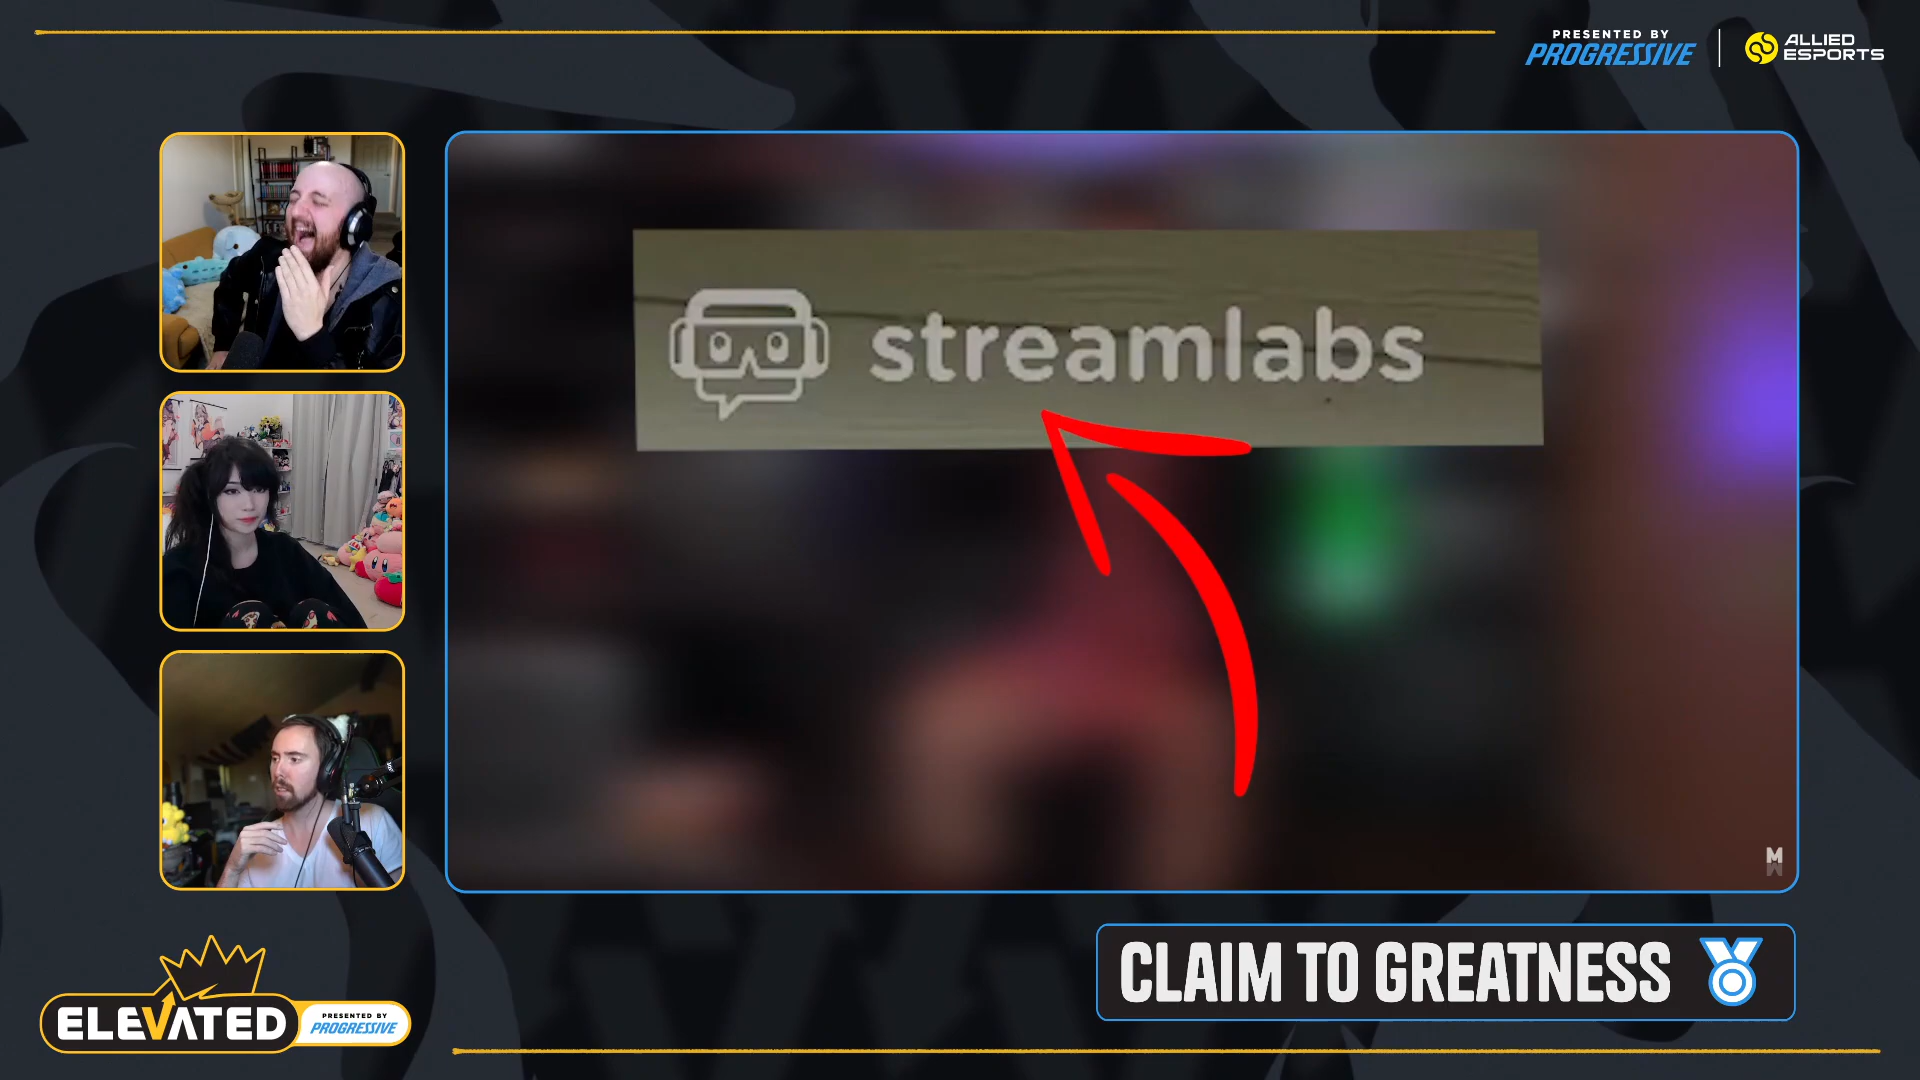 PRESENTED BY
PROGRESSIVE
ALLIED
ESPORTS
streamlabs
M
CLAIM TO GREATNESS
ELEVATED
PRESENTED BY
PROGRESSIVE